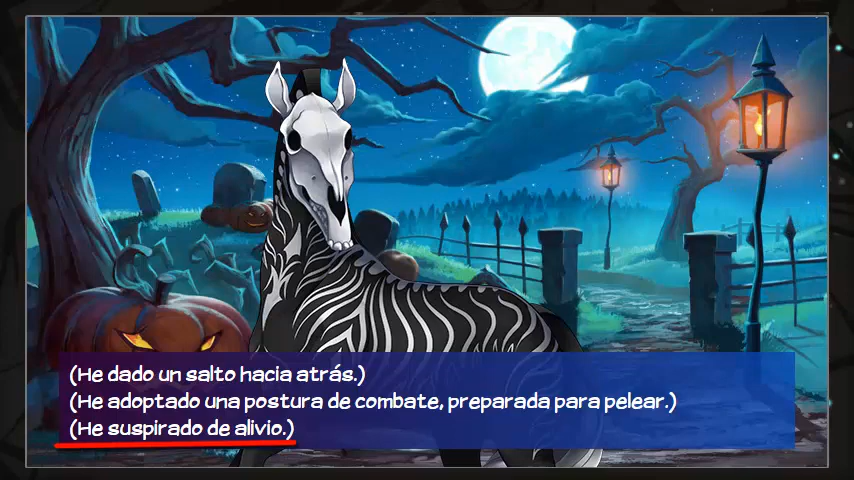 (He dado un salto hacia atrás.)
(He adoptado una postura de combate, preparada para pelear.)
(He suspirado de alivio.)